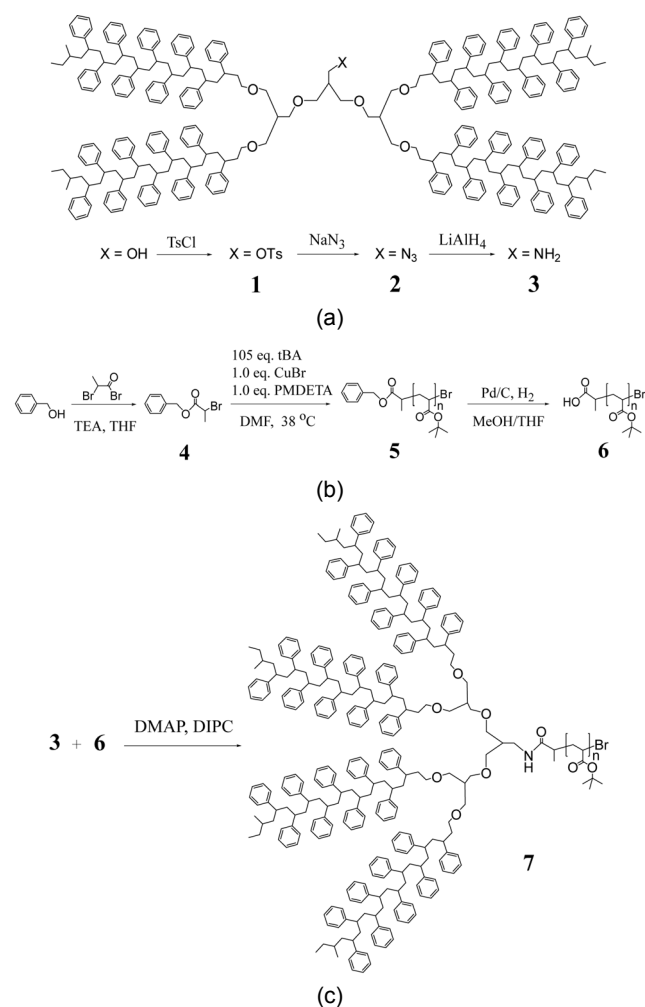 X
O
O
O
O
O
O
X = OH
TsCl
X = OTs
NaN₃
X = N₃
LiAlH₄
X = NH₂
1
2
3
(a)
105 eq. tBA
1.0 eq. CuBr
1.0 eq. PMDETA
DMF, 38 °C
OH
Br
O
Br
TEA, THF
O
O
Br
4
O
O
Br
n
O
O
5
Pd/C, H₂
MeOH/THF
HO
O
Br
n
O
O
6
(b)
3 + 6
DMAP, DIPC
O
O
O
O
O
O
N
H
O
Br
n
O
O
7
(c)